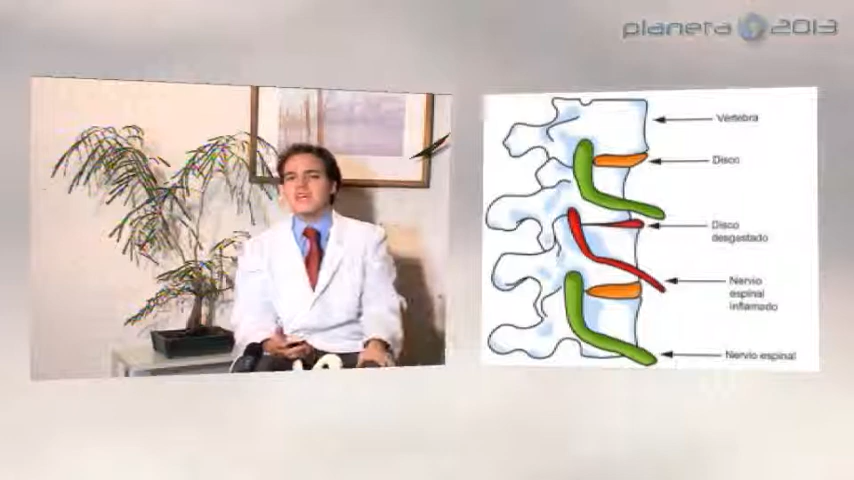 planeta 2013
Vertebra
Disco
Disco
desgastado
Nervio
espinal
inflamado
Nervio espinal